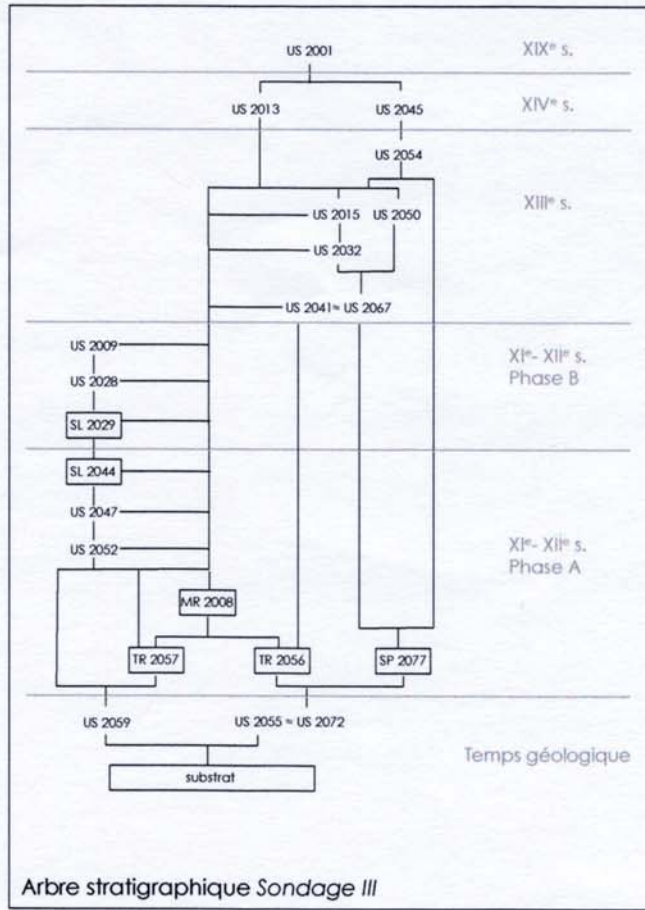 US 2001 XIXe s.
US 2013 US 2045 XIVe s.
US 2054
US 2015 US 2050 XIIIe s.
US 2032
US 2041 ≈ US 2067
US 2009 XIe- XIIe s.
US 2028 Phase B
SL 2029
SL 2044
US 2047
US 2052 XIe- XIIe s.
Phase A
MR 2008
TR 2057 TR 2056 SP 2077
US 2059 US 2055 ≈ US 2072
Temps géologique
substrat
Arbre stratigraphique Sondage III